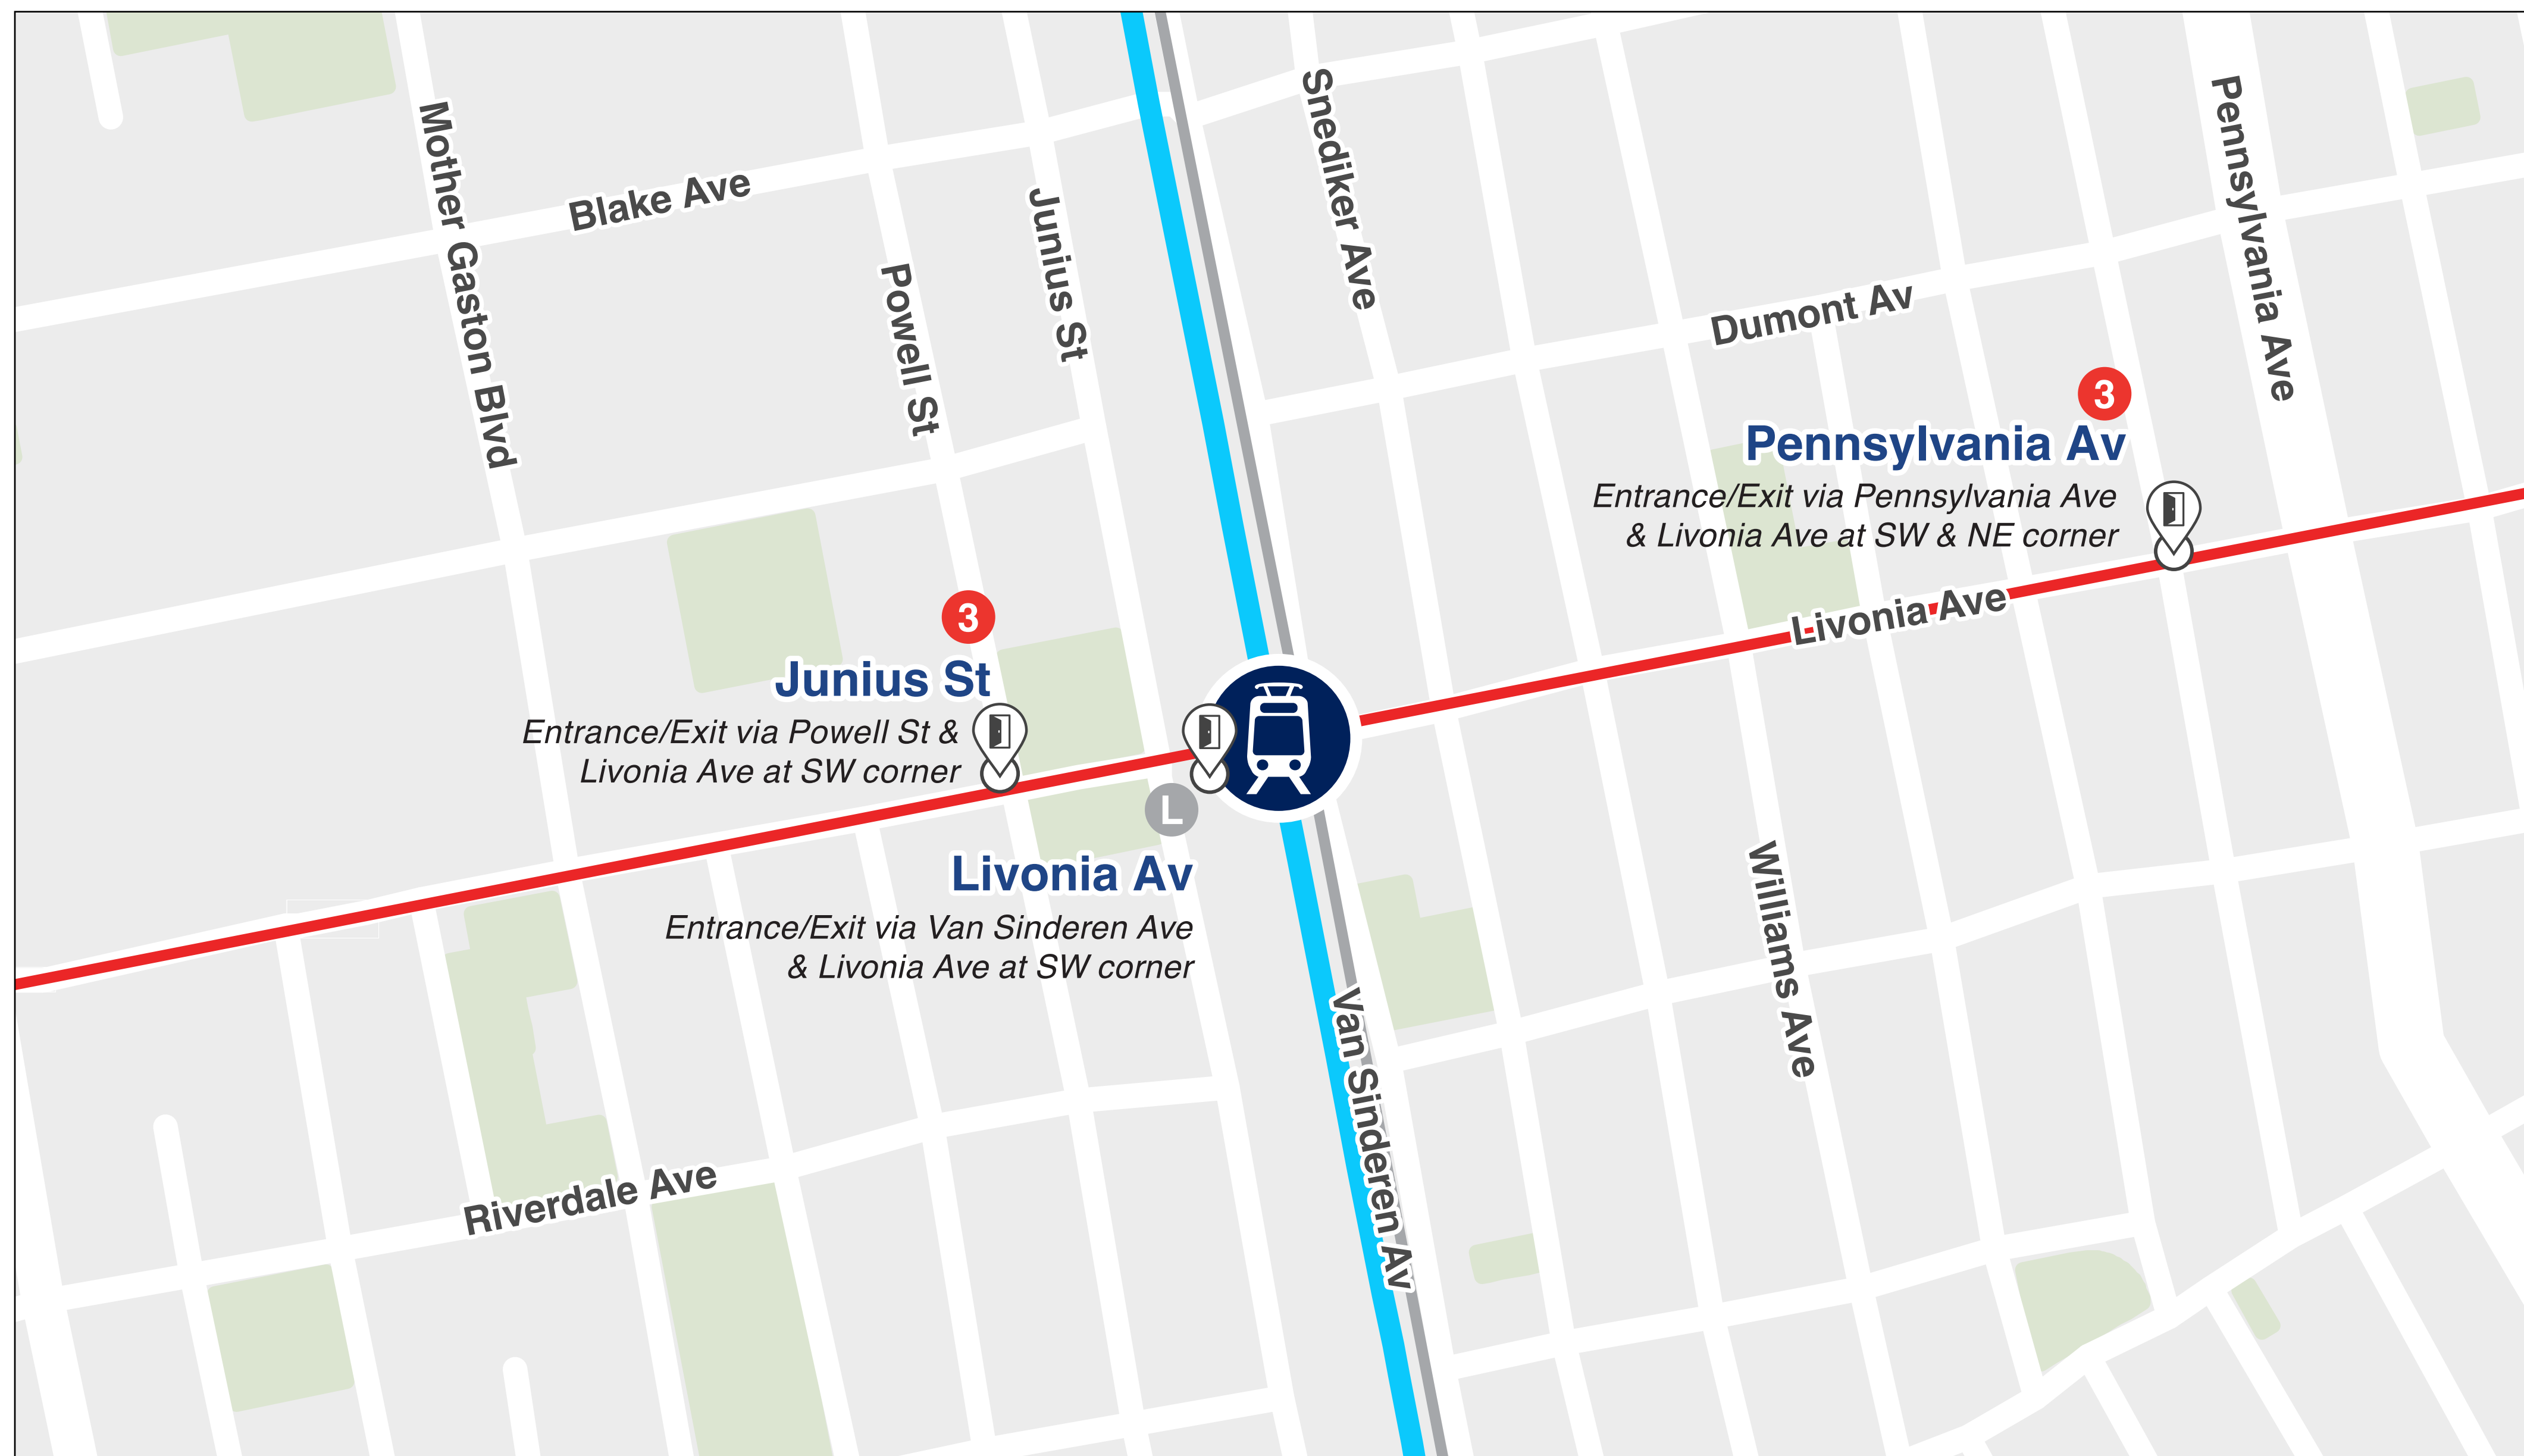 Mother Gaston Blvd
Blake Ave
Powell St
Junius St
Snediker Ave
Dumont Av
Pennsylvania Ave
3
Pennsylvania Av
Entrance/Exit via Pennsylvania Ave
& Livonia Ave at SW & NE corner
Livonia Ave
3
Junius St
Entrance/Exit via Powell St &
Livonia Ave at SW corner
L
Livonia Av
Entrance/Exit via Van Sinderen Ave
& Livonia Ave at SW corner
Van Sinderen Av
Williams Ave
Riverdale Ave